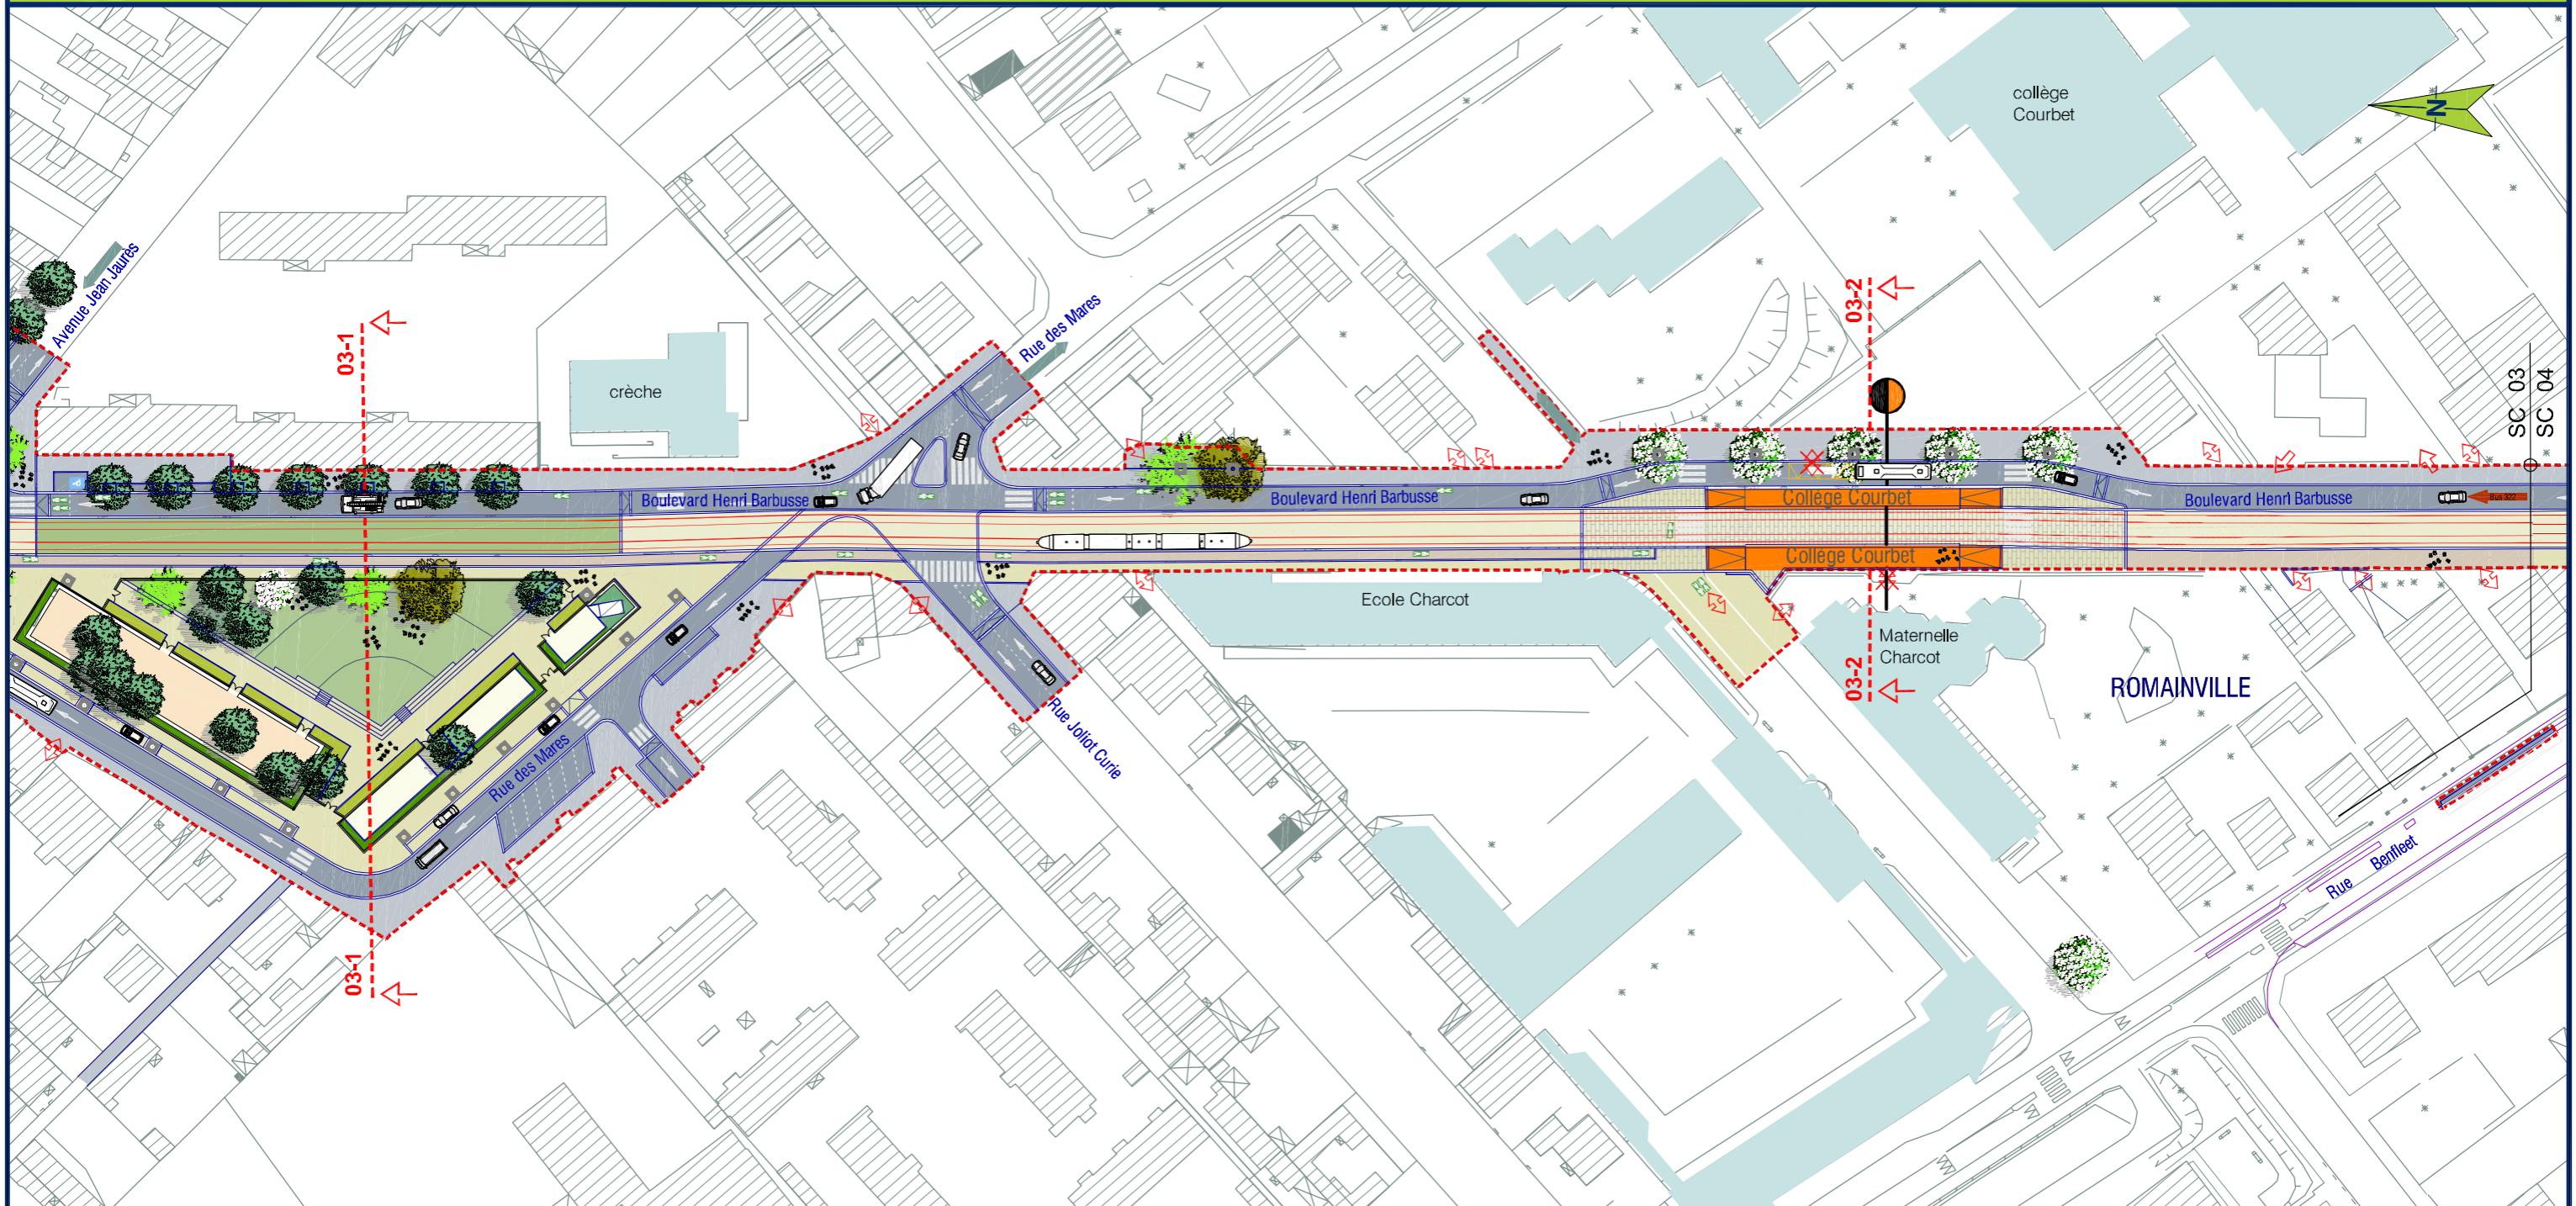 collège
Courbet
N
Avenue Jean Jaurès
03-1
crèche
Rue des Mares
03-2
SC 03
SC 04
Boulevard Henri Barbusse
Boulevard Henri Barbusse
Collège Courbet
Boulevard Henri Barbusse
Bus 322
Collège Courbet
Ecole Charcot
Maternelle
Charcot
03-2
ROMAINVILLE
Rue Joliot Curie
Rue des Mares
Rue Benfleet
03-1